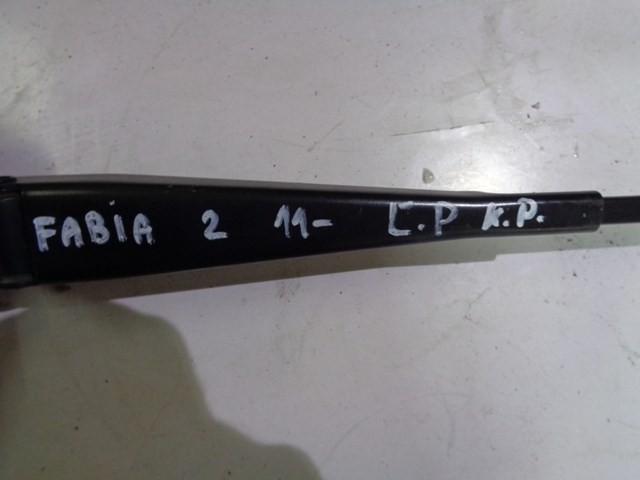 FABIA 2 11- L.P K.P.